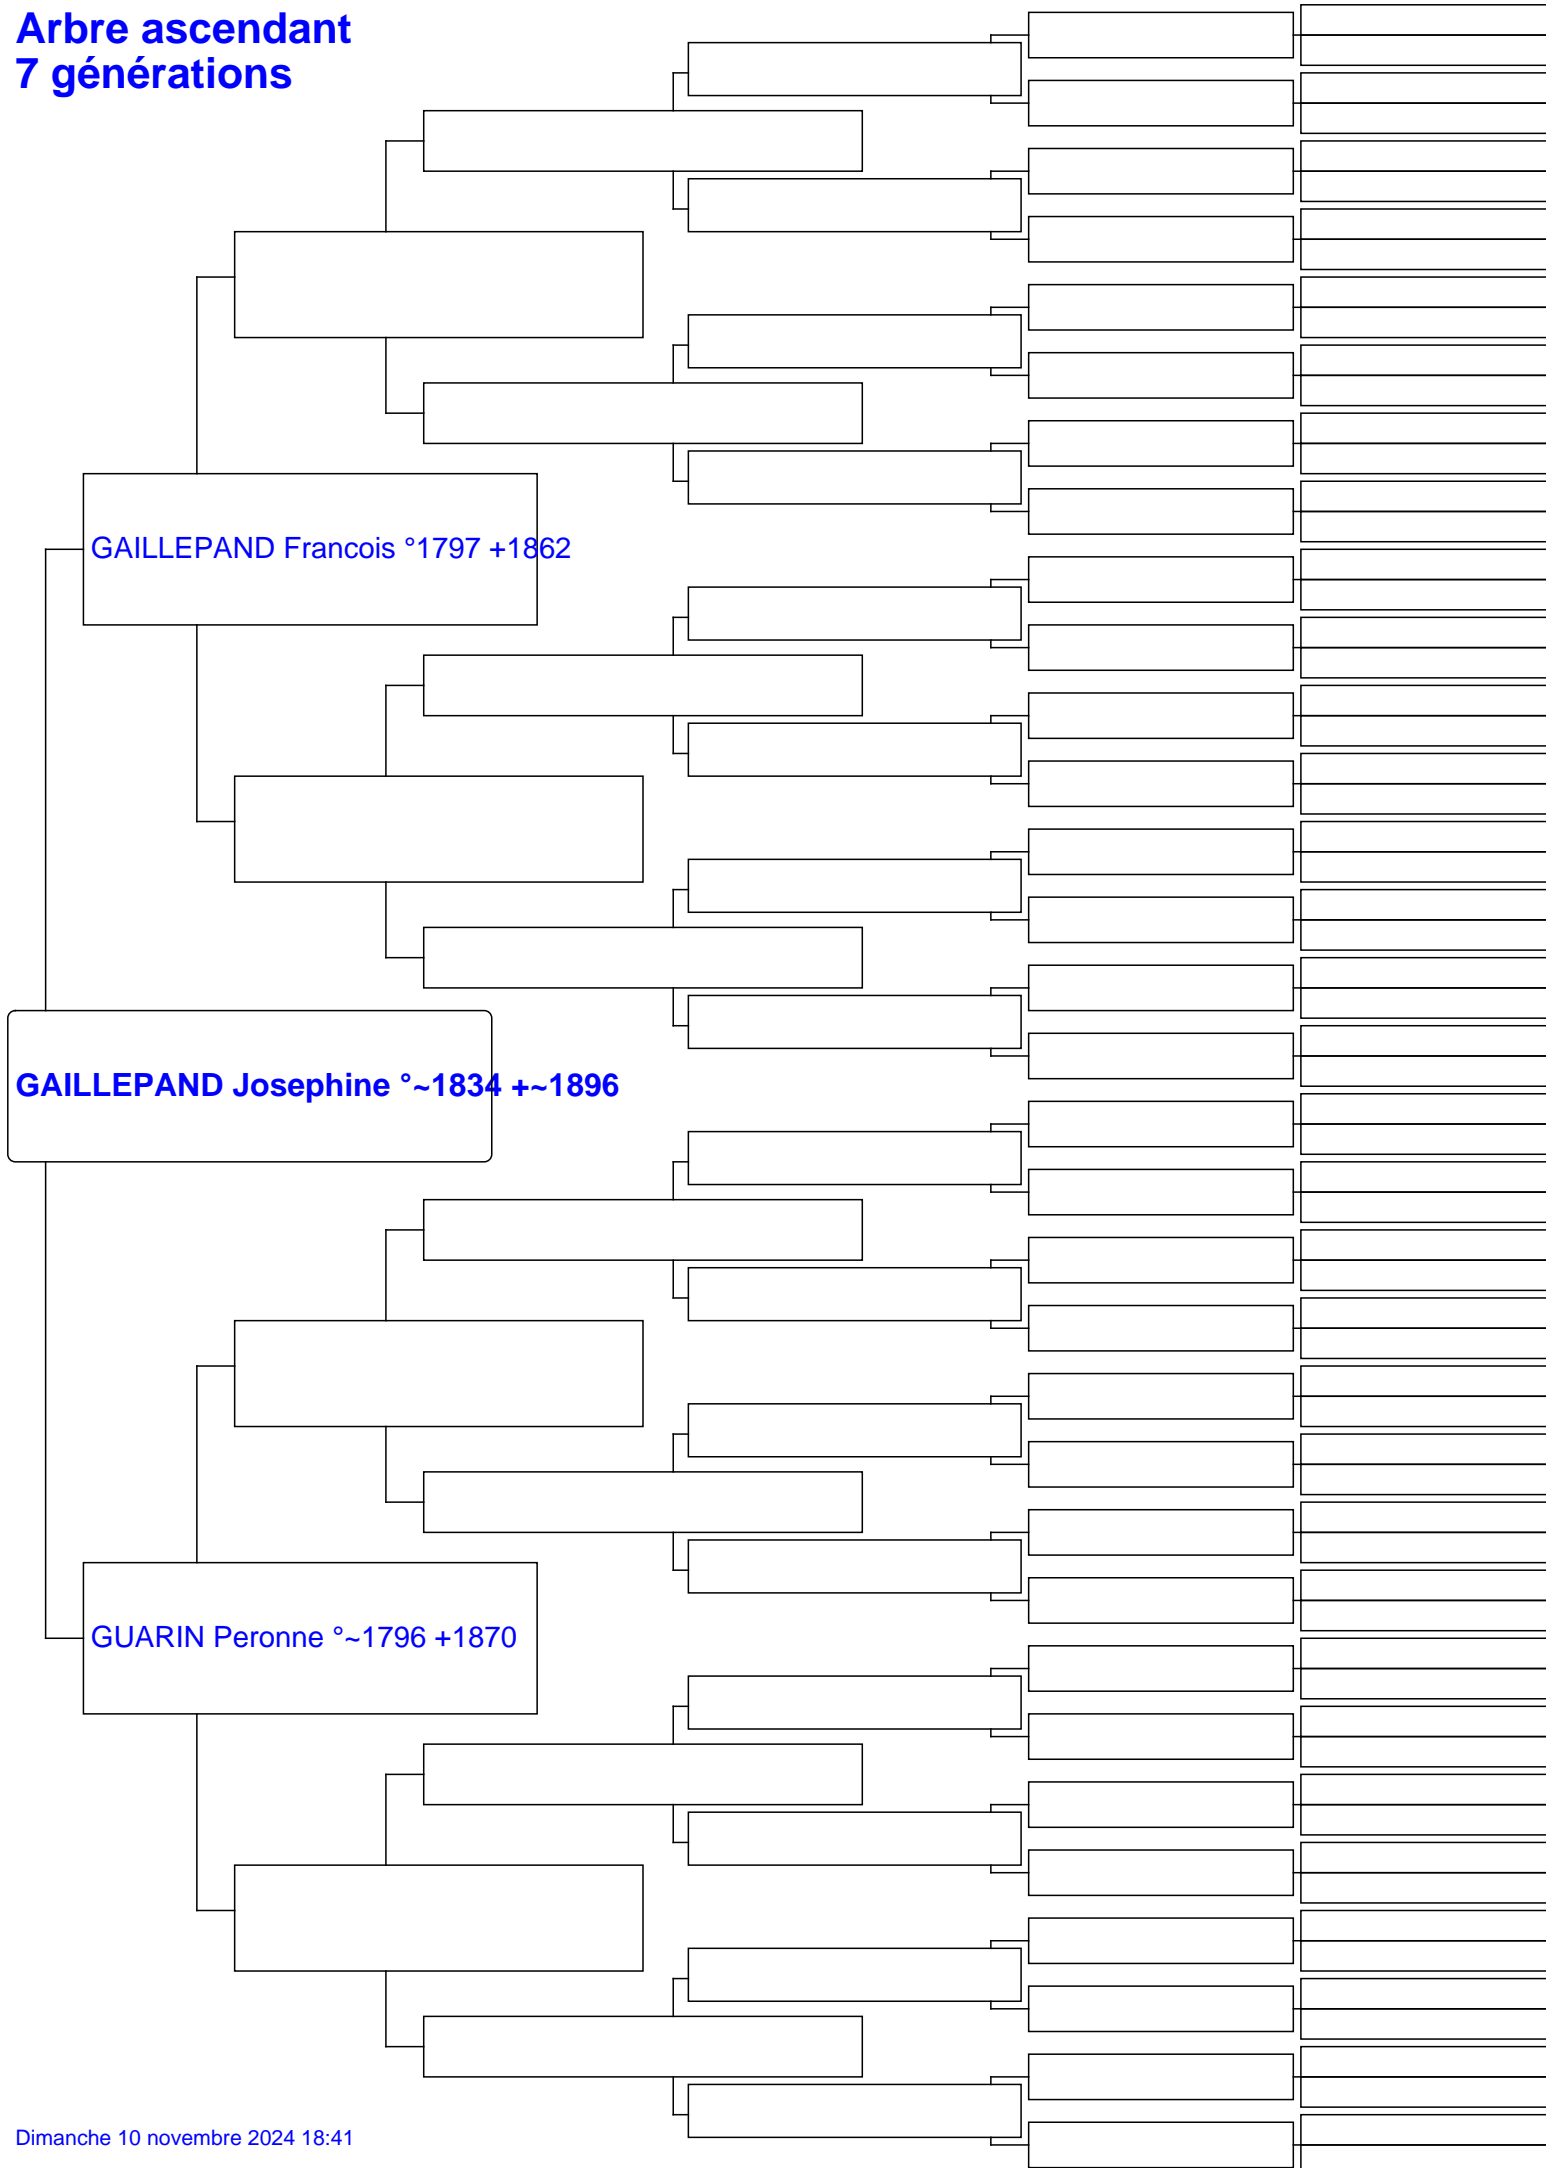 Arbre ascendant
7 générations
GAILLEPAND Francois °1797 +1862
GAILLEPAND Josephine °~1834 +~1896
GUARIN Peronne °~1796 +1870
Dimanche 10 novembre 2024 18:41